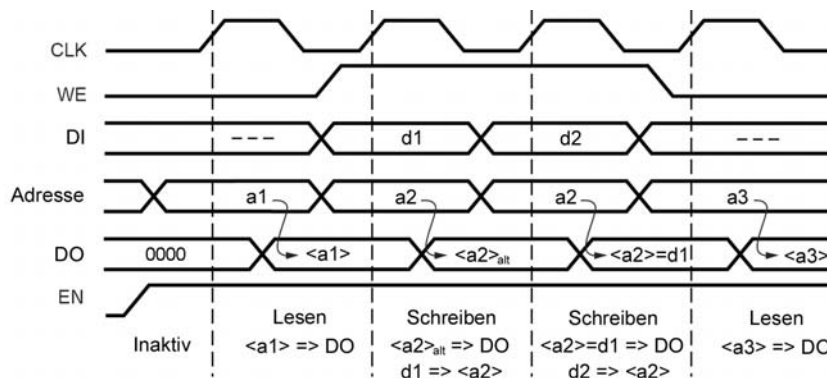 CLK
WE
DI --- d1 d2 ---
Adresse a1 a2 a2 a3
DO 0000 <a1> <a2>alt <a2>=d1 <a3>
EN
Inaktiv
Lesen
<a1> => DO
Schreiben
<a2>alt => DO
d1 => <a2>
Schreiben
<a2>=d1 => DO
d2 => <a2>
Lesen
<a3> => DO